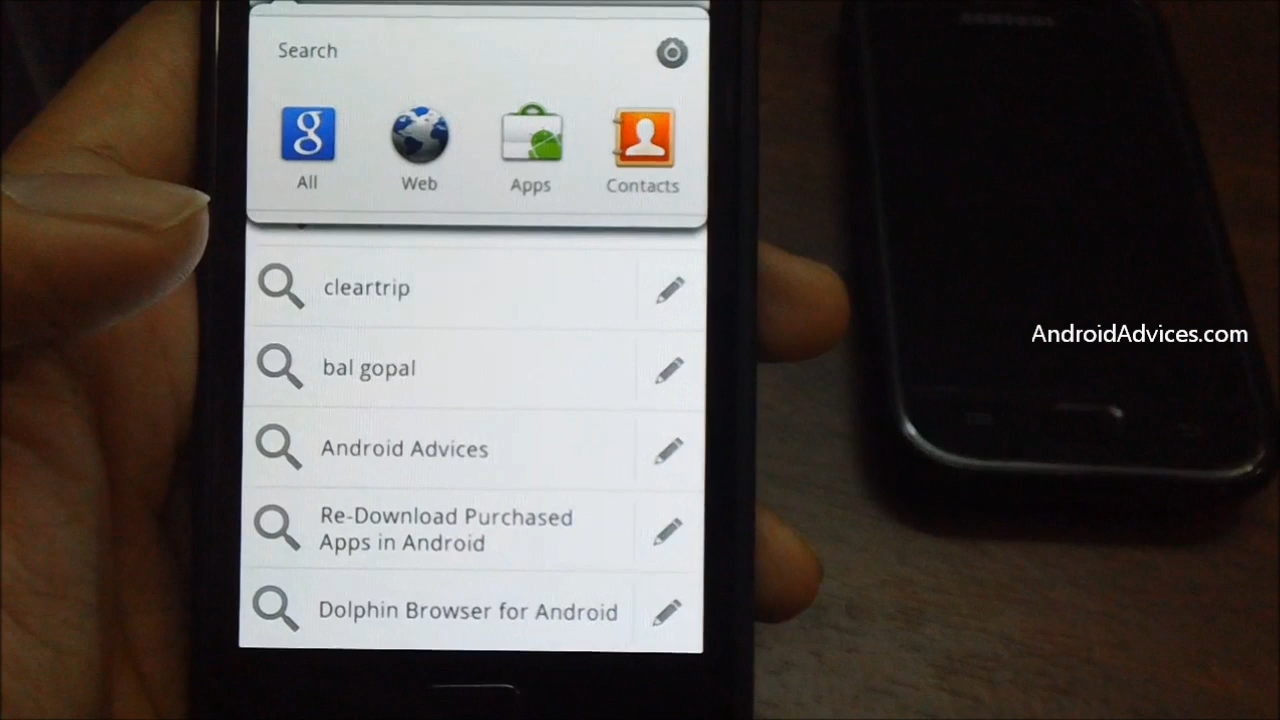 SAMSUNG
Search
g
All
Web
Apps
Contacts
cleartrip
bal gopal
AndroidAdvices.com
Android Advices
Re-Download Purchased
Apps in Android
Dolphin Browser for Android